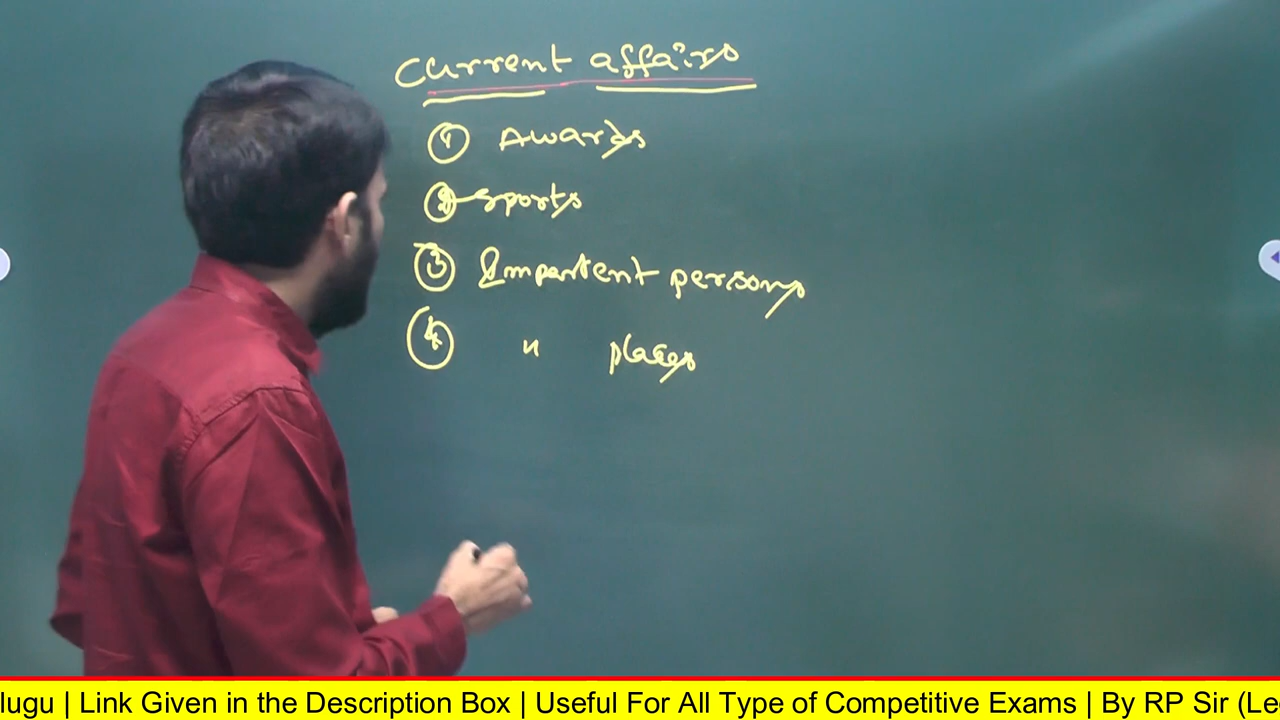 Current affairs
① Awards
② Sports
③ Impartent persons
④ " places
lugu | Link Given in the Description Box | Useful For All Type of Competitive Exams | By RP Sir (Le